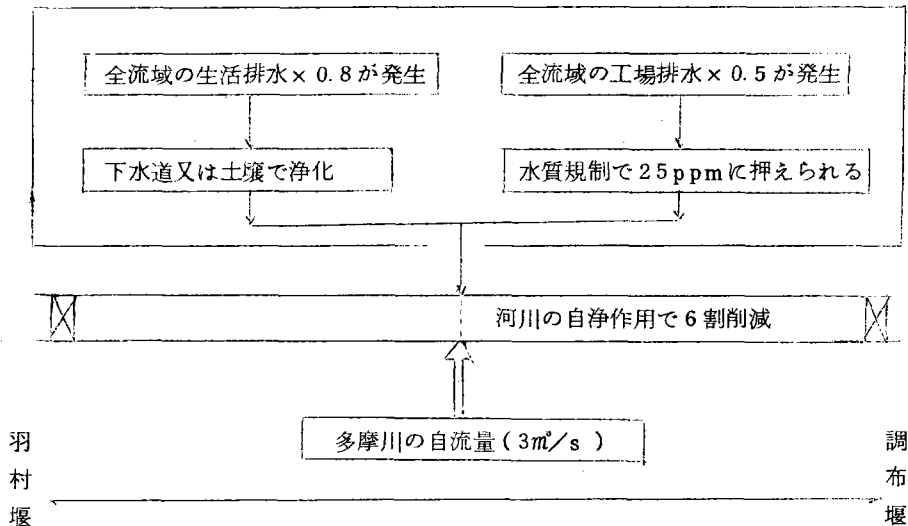 全流域の生活排水×0.8が発生
全流域の工場排水×0.5が発生
下水道又は土壌で浄化
水質規制で25ppmに押えられる
河川の自浄作用で6割削減
多摩川の自流量(3㎥/s)
羽村堰
調布堰